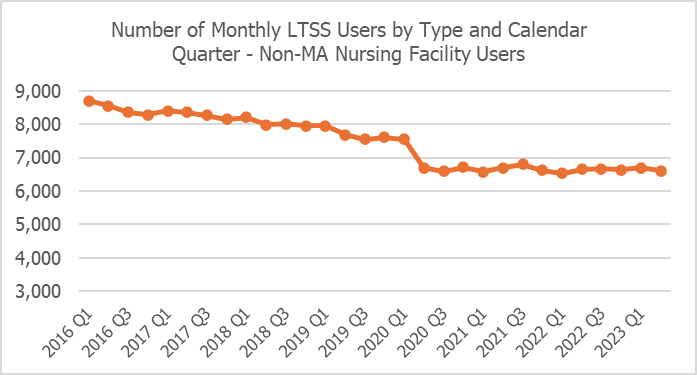 Number of Monthly LTSS Users by Type and Calendar
Quarter - Non-MA Nursing Facility Users
9,000
8,000
7,000
6,000
5,000
4,000
3,000
2016 Q1
2016 Q3
2017 Q1
2017 Q3
2018 Q1
2018 Q3
2019 Q1
2019 Q3
2020 Q1
2020 Q3
2021 Q1
2021 Q3
2022 Q1
2022 Q3
2023 Q1